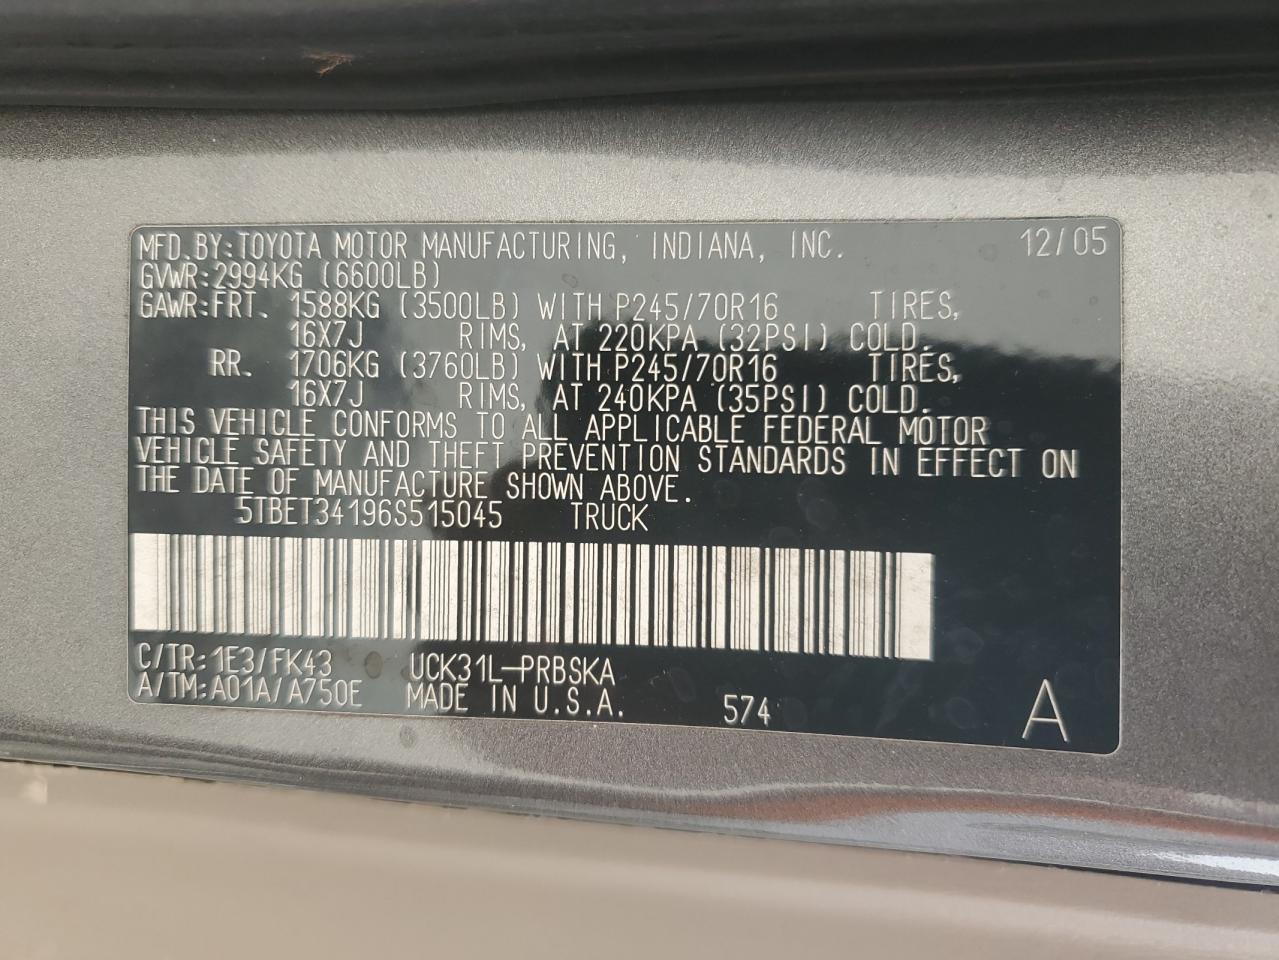 MFD.BY:TOYOTA MOTOR MANUFACTURING, INDIANA, INC. 12/05
GVWR:2994KG (6600LB)
GAWR:FRT. 1588KG (3500LB) WITH P245/70R16 TIRES,
16X7J RIMS, AT 220KPA (32PSI) COLD.
RR. 1706KG (3760LB) WITH P245/70R16 TIRES,
16X7J RIMS, AT 240KPA (35PSI) COLD.
THIS VEHICLE CONFORMS TO ALL APPLICABLE FEDERAL MOTOR
VEHICLE SAFETY AND THEFT PREVENTION STANDARDS IN EFFECT ON
THE DATE OF MANUFACTURE SHOWN ABOVE.
5TBET34196S515045 TRUCK
C/TR:1E3/FK43 UCK31L-PRBSKA
A/TM:A01A/A750E MADE IN U.S.A. 574 A